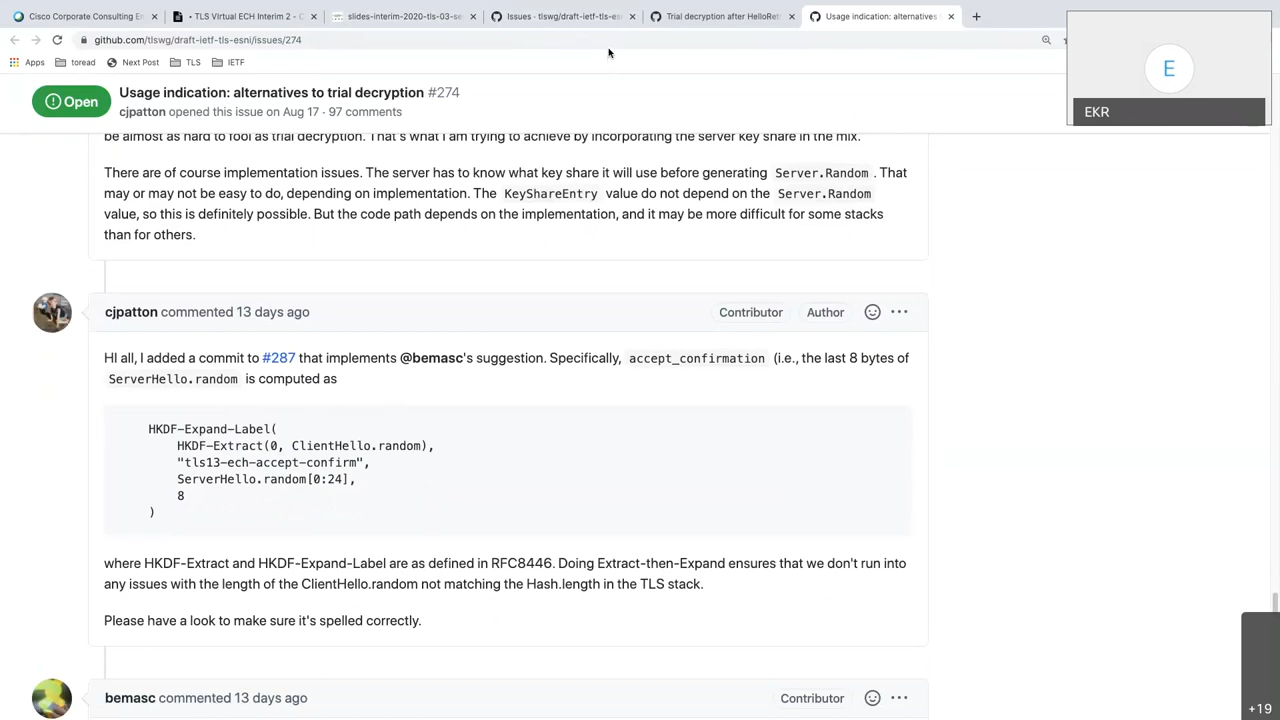 Cisco Corporate Consulting En
• TLS Virtual ECH Interim 2 - C
slides-interim-2020-tls-03-se
Issues · tlswg/draft-ietf-tls-es
Trial decryption after HelloRet
Usage indication: alternatives t
github.com/tlswg/draft-ietf-tls-esni/issues/274
Apps toread Next Post TLS IETF
E
EKR
Open
Usage indication: alternatives to trial decryption #274
cjpatton opened this issue on Aug 17 · 97 comments
be almost as hard to fool as trial decryption. That's what I am trying to achieve by incorporating the server key share in the mix.
There are of course implementation issues. The server has to know what key share it will use before generating Server.Random. That
may or may not be easy to do, depending on implementation. The KeyShareEntry value do not depend on the Server.Random
value, so this is definitely possible. But the code path depends on the implementation, and it may be more difficult for some stacks
than for others.
cjpatton commented 13 days ago
Contributor Author
HI all, I added a commit to #287 that implements @bemasc's suggestion. Specifically, accept_confirmation (i.e., the last 8 bytes of
ServerHello.random is computed as
HKDF-Expand-Label(
HKDF-Extract(0, ClientHello.random),
"tls13-ech-accept-confirm",
ServerHello.random[0:24],
8
)
where HKDF-Extract and HKDF-Expand-Label are as defined in RFC8446. Doing Extract-then-Expand ensures that we don't run into
any issues with the length of the ClientHello.random not matching the Hash.length in the TLS stack.
Please have a look to make sure it's spelled correctly.
bemasc commented 13 days ago
Contributor
+19